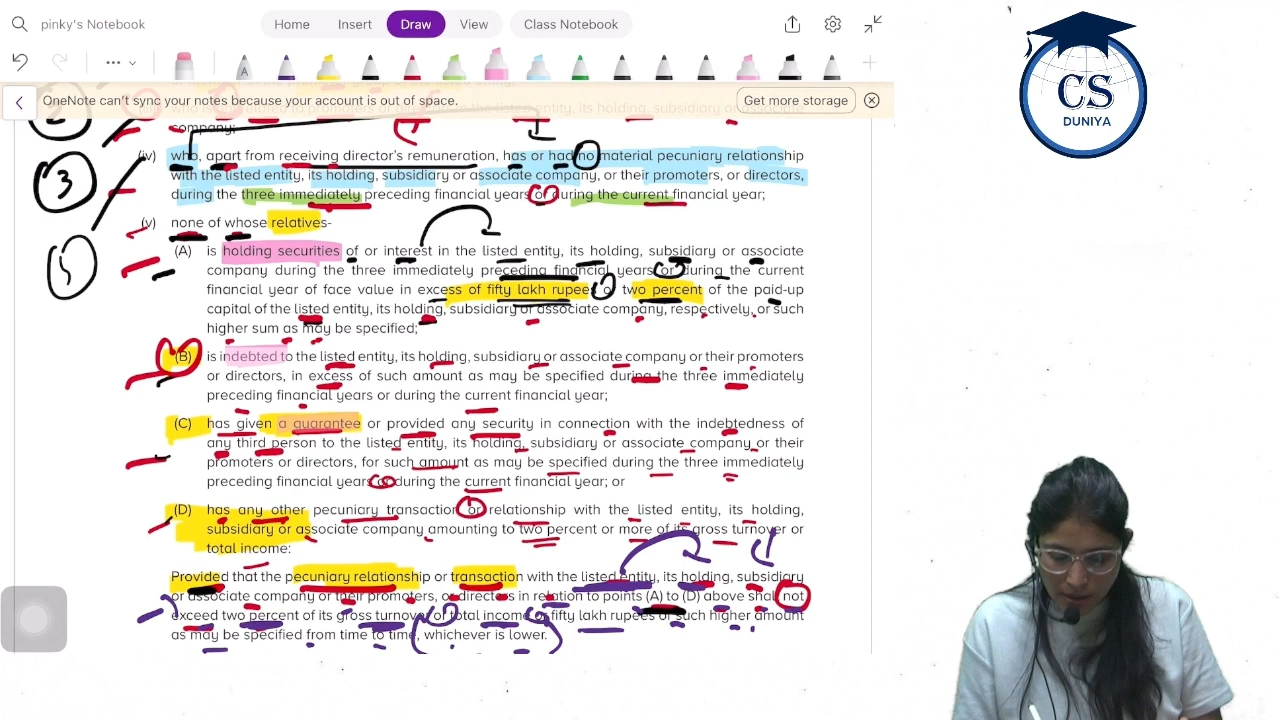 pinky's Notebook
Home Insert Draw View Class Notebook
OneNote can't sync your notes because your account is out of space.
Get more storage
CS
DUNIYA
company;
(iv) who, apart from receiving director's remuneration, has or had no material pecuniary relationship
with the listed entity, its holding, subsidiary or associate company, or their promoters, or directors,
during the three immediately preceding financial years or during the current financial year;
(v) none of whose relatives-
(A) is holding securities of or interest in the listed entity, its holding, subsidiary or associate
company during the three immediately preceding financial years or during the current
financial year of face value in excess of fifty lakh rupees or two percent of the paid-up
capital of the listed entity, its holding, subsidiary or associate company, respectively, or such
higher sum as may be specified;
(B) is indebted to the listed entity, its holding, subsidiary or associate company or their promoters
or directors, in excess of such amount as may be specified during the three immediately
preceding financial years or during the current financial year;
(C) has given a guarantee or provided any security in connection with the indebtedness of
any third person to the listed entity, its holding, subsidiary or associate company or their
promoters or directors, for such amount as may be specified during the three immediately
preceding financial years or during the current financial year; or
(D) has any other pecuniary transaction or relationship with the listed entity, its holding,
subsidiary or associate company amounting to two percent or more of its gross turnover or
total income:
Provided that the pecuniary relationship or transaction with the listed entity, its holding, subsidiary
or associate company or their promoters, or directors in relation to points (A) to (D) above shall not
exceed two percent of its gross turnover or total income or fifty lakh rupees or such higher amount
as may be specified from time to time, whichever is lower.
2
3